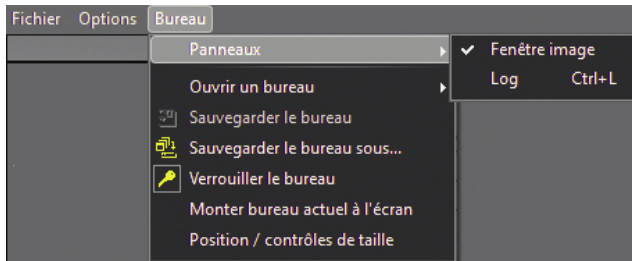 Fichier Options Bureau
Panneaux
Fenêtre image
Log Ctrl+L
Ouvrir un bureau
Sauvegarder le bureau
Sauvegarder le bureau sous...
Verrouiller le bureau
Monter bureau actuel à l'écran
Position / contrôles de taille